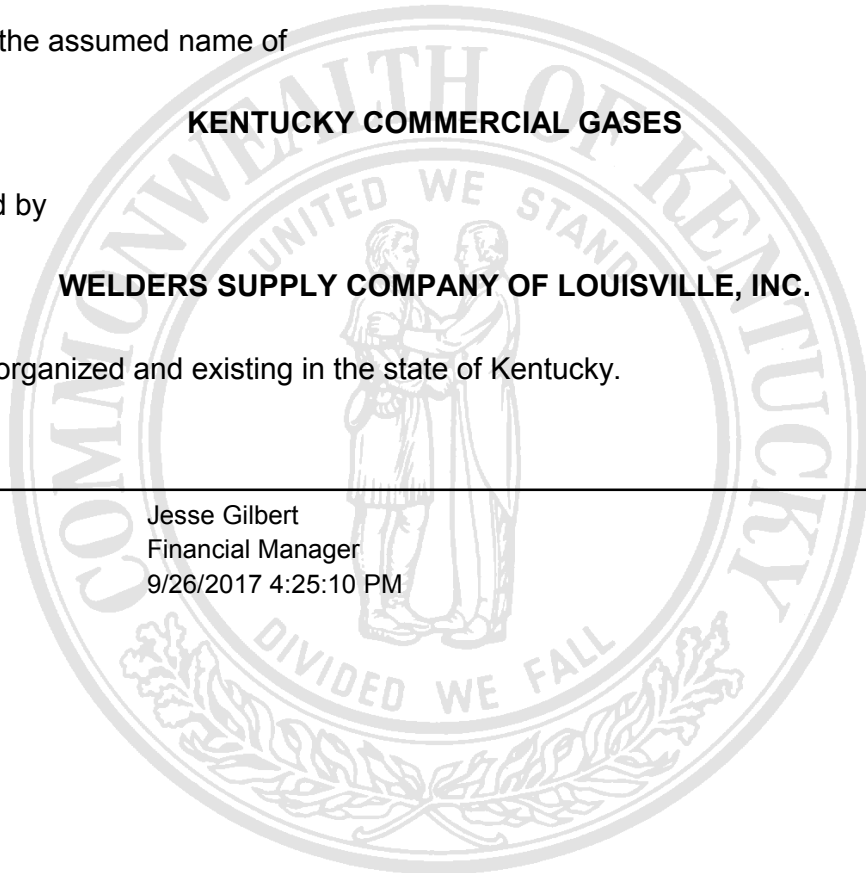 the assumed name of
KENTUCKY COMMERCIAL GASES
d by
WELDERS SUPPLY COMPANY OF LOUISVILLE, INC.
organized and existing in the state of Kentucky.
Jesse Gilbert
Financial Manager
9/26/2017 4:25:10 PM
COMMONWEALTH OF KENTUCKY
UNITED WE STAND
DIVIDED WE FALL